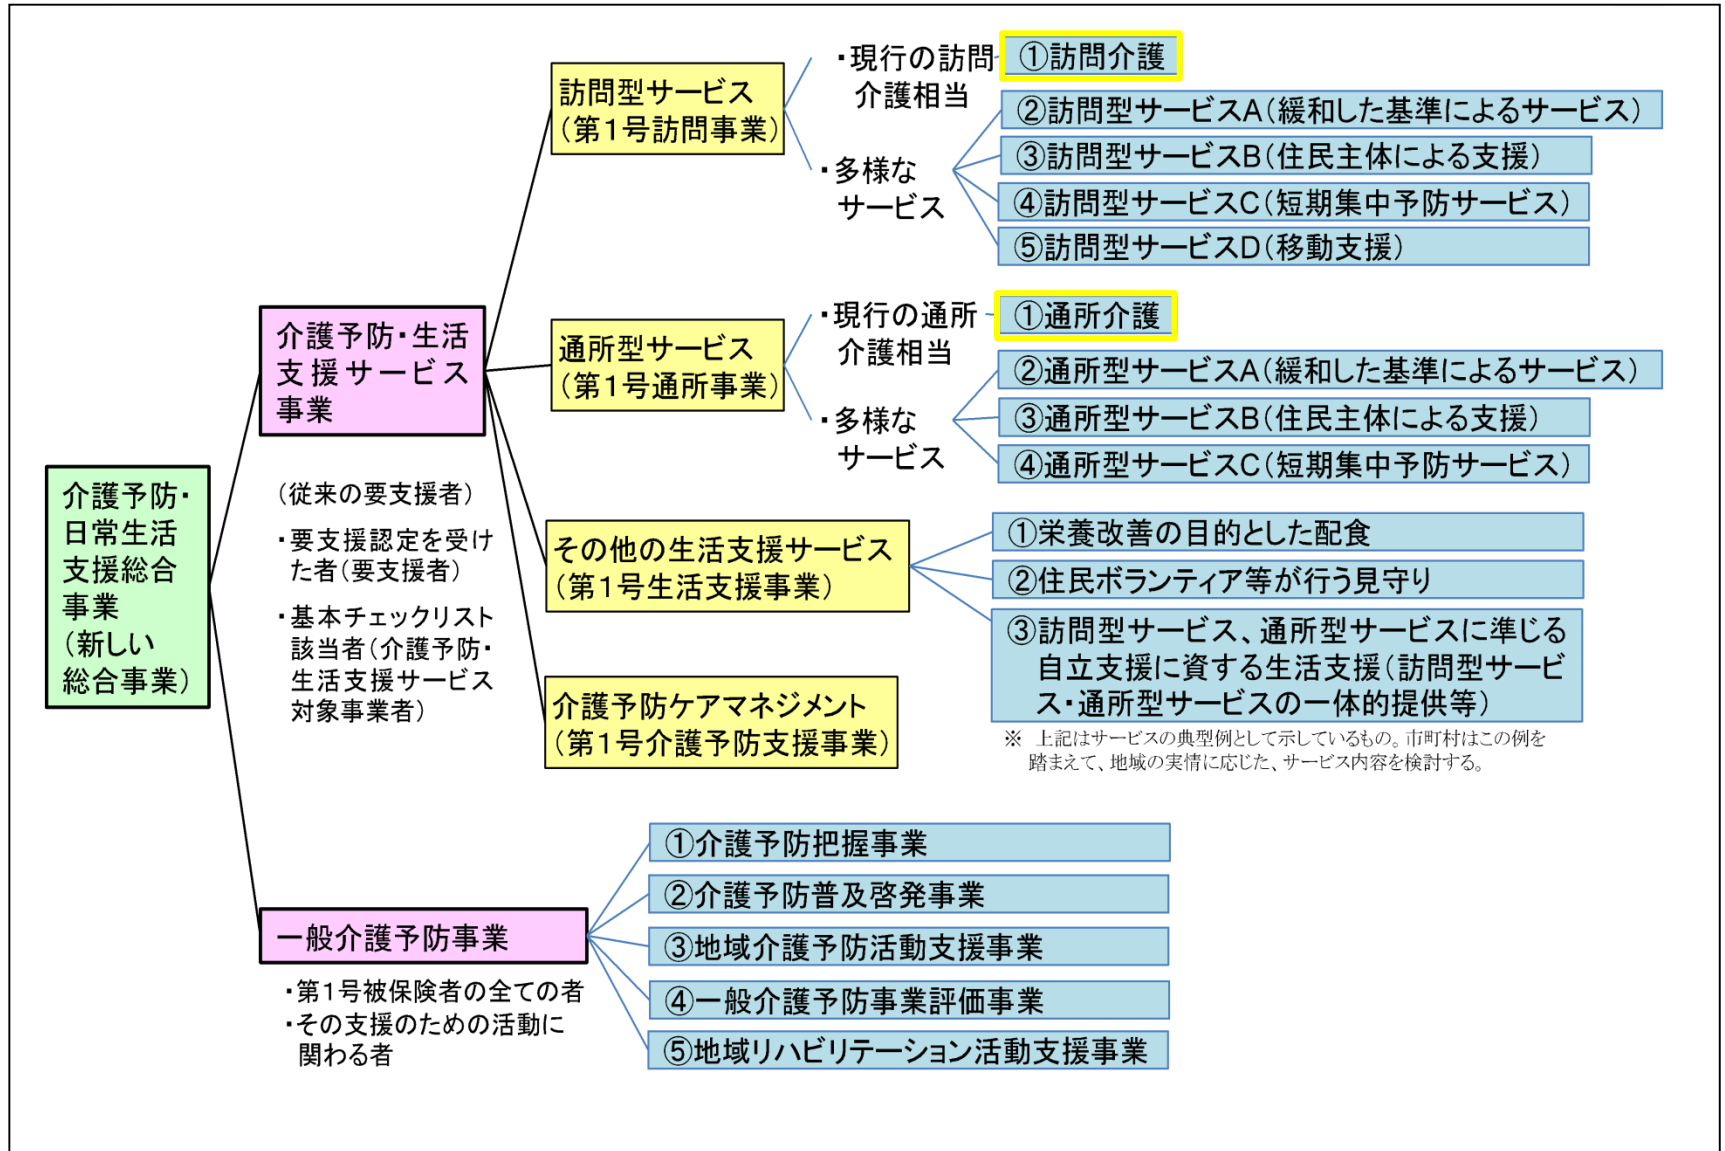 介護予防・
日常生活
支援総合
事業
(新しい
総合事業)
介護予防・生活
支援サービス
事業
(従来の要支援者)
・要支援認定を受け
た者(要支援者)
・基本チェックリスト
該当者(介護予防・
生活支援サービス
対象事業者)
訪問型サービス
(第1号訪問事業)
・現行の訪問
介護相当
①訪問介護
・多様な
サービス
②訪問型サービスA(緩和した基準によるサービス)
③訪問型サービスB(住民主体による支援)
④訪問型サービスC(短期集中予防サービス)
⑤訪問型サービスD(移動支援)
通所型サービス
(第1号通所事業)
・現行の通所
介護相当
①通所介護
・多様な
サービス
②通所型サービスA(緩和した基準によるサービス)
③通所型サービスB(住民主体による支援)
④通所型サービスC(短期集中予防サービス)
その他の生活支援サービス
(第1号生活支援事業)
①栄養改善の目的とした配食
②住民ボランティア等が行う見守り
③訪問型サービス、通所型サービスに準じる
自立支援に資する生活支援(訪問型サービ
ス・通所型サービスの一体的提供等)
※ 上記はサービスの典型例として示しているもの。市町村はこの例を
踏まえて、地域の実情に応じた、サービス内容を検討する。
介護予防ケアマネジメント
(第1号介護予防支援事業)
一般介護予防事業
・第1号被保険者の全ての者
・その支援のための活動に
関わる者
①介護予防把握事業
②介護予防普及啓発事業
③地域介護予防活動支援事業
④一般介護予防事業評価事業
⑤地域リハビリテーション活動支援事業